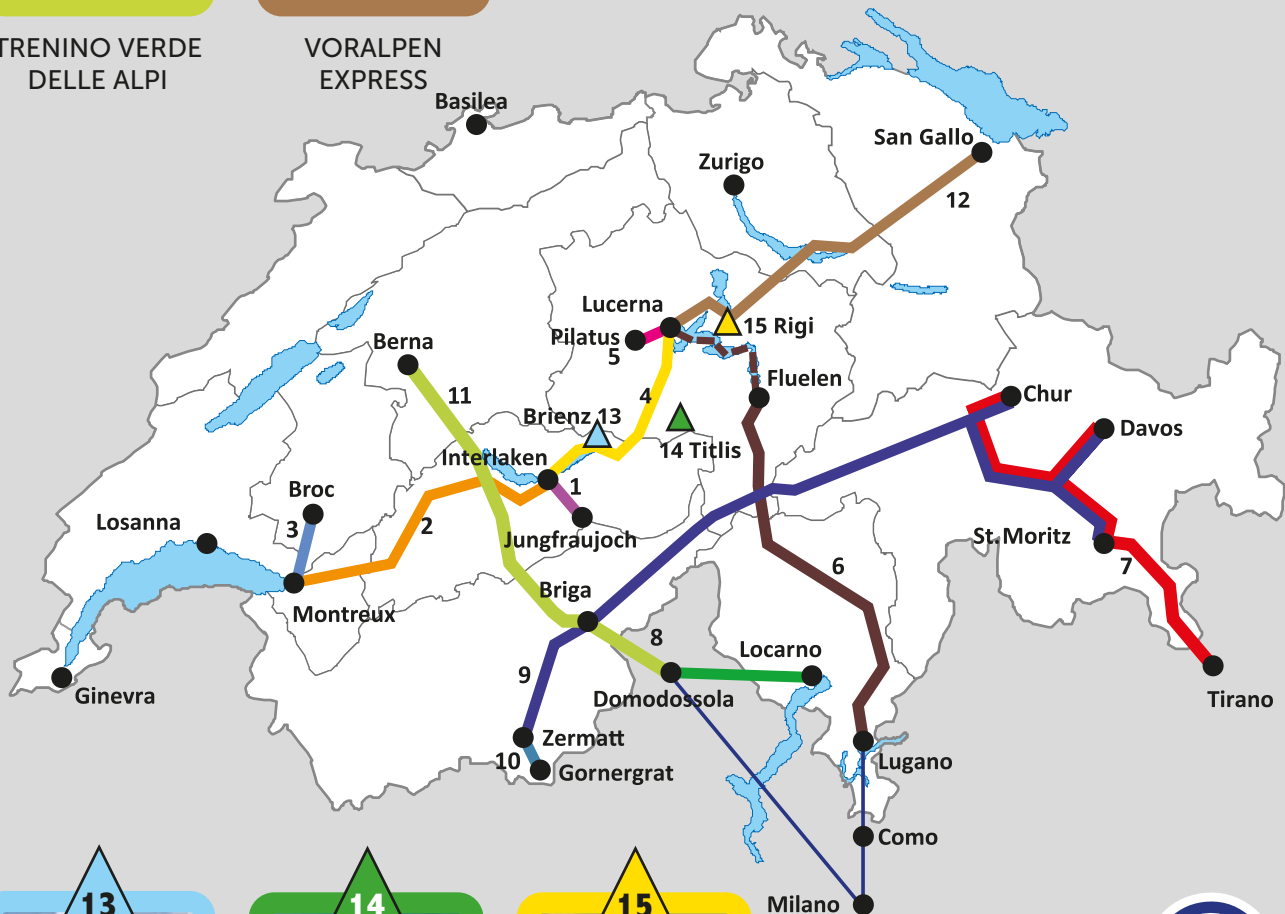 TRENINO VERDE
DELLE ALPI
VORALPEN
EXPRESS
Basilea
San Gallo
Zurigo
12
Lucerna
15 Rigi
Pilatus
5
Berna
Fluelen
11
4
Chur
Brienz 13
Davos
14 Titlis
Interlaken
1
Broc
3
2
Losanna
Jungfraujoch
St. Moritz
7
6
Briga
Montreux
8
Locarno
9
Ginevra
Domodossola
Tirano
Zermatt
10
Gornergrat
Lugano
Como
Milano
13
14
15